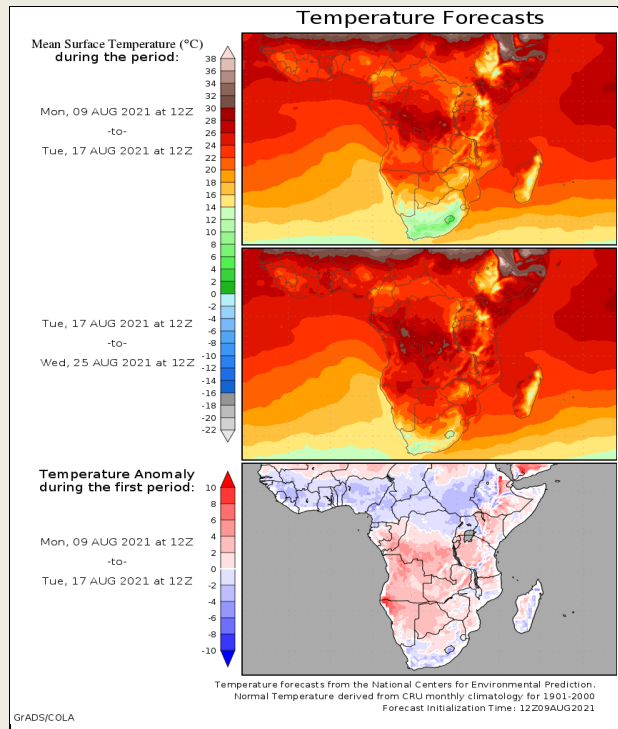 Temperature Forecasts
Mean Surface Temperature (°C)
during the period:
Mon, 09 AUG 2021 at 12Z
-to-
Tue, 17 AUG 2021 at 12Z
38
36
34
32
30
28
26
24
22
20
18
16
14
12
10
8
6
4
2
0
-2
-4
-6
-8
-10
-12
-14
-16
-18
-20
-22
Tue, 17 AUG 2021 at 12Z
-to-
Wed, 25 AUG 2021 at 12Z
Temperature Anomaly
during the first period:
Mon, 09 AUG 2021 at 12Z
-to-
Tue, 17 AUG 2021 at 12Z
10
8
6
4
2
0
-2
-4
-6
-8
-10
Temperature forecasts from the National Centers for Environmental Prediction.
Normal Temperature derived from CRU monthly climatology for 1901-2000
Forecast Initialization Time: 12Z09AUG2021
GrADS/COLA